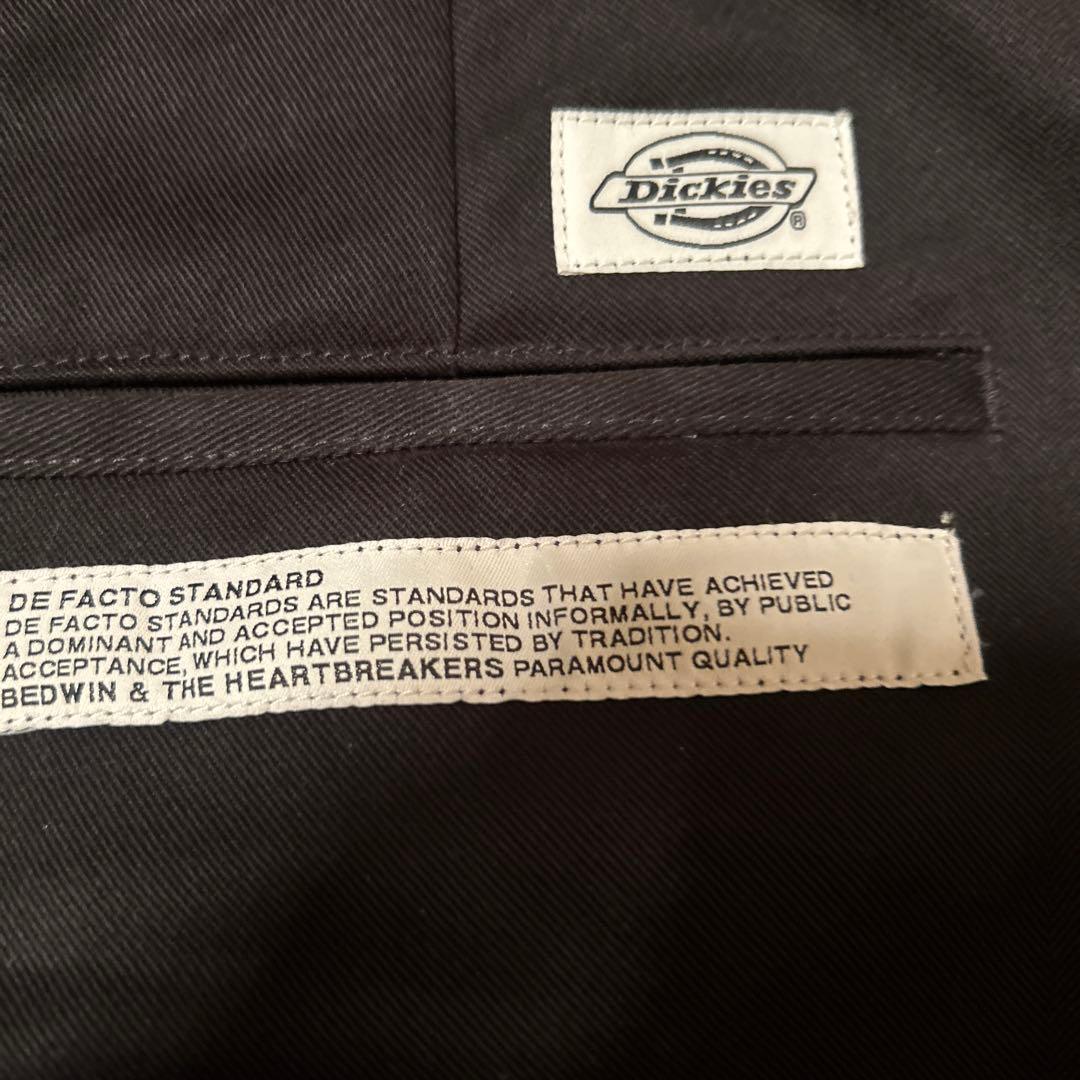 Dickies®
DE FACTO STANDARD
DE FACTO STANDARDS ARE STANDARDS THAT HAVE ACHIEVED
A DOMINANT AND ACCEPTED POSITION INFORMALLY, BY PUBLIC
ACCEPTANCE, WHICH HAVE PERSISTED BY TRADITION.
BEDWIN & THE HEARTBREAKERS PARAMOUNT QUALITY